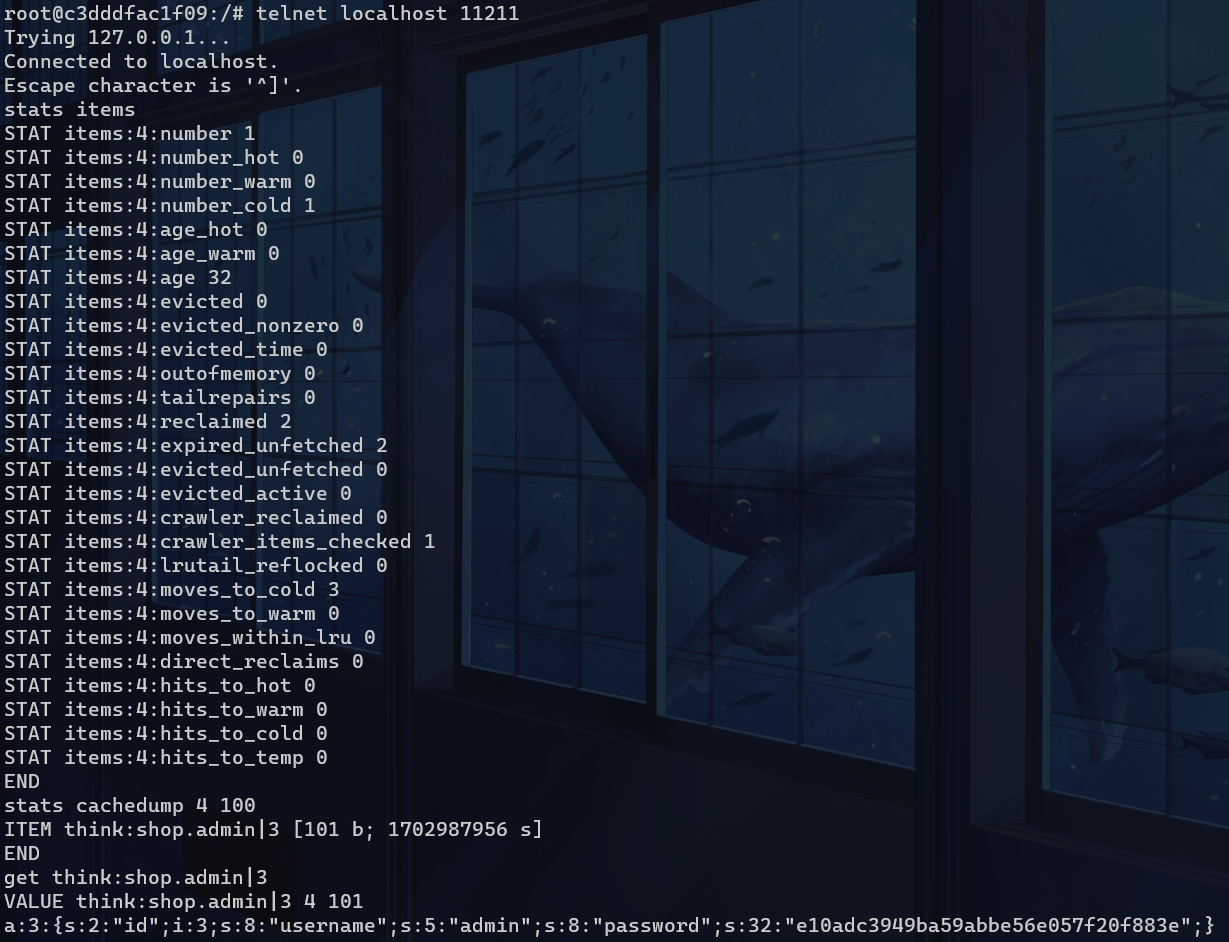 root@c3dddfac1f09:/# telnet localhost 11211
Trying 127.0.0.1...
Connected to localhost.
Escape character is '^]'.
stats items
STAT items:4:number 1
STAT items:4:number_hot 0
STAT items:4:number_warm 0
STAT items:4:number_cold 1
STAT items:4:age_hot 0
STAT items:4:age_warm 0
STAT items:4:age 32
STAT items:4:evicted 0
STAT items:4:evicted_nonzero 0
STAT items:4:evicted_time 0
STAT items:4:outofmemory 0
STAT items:4:tailrepairs 0
STAT items:4:reclaimed 2
STAT items:4:expired_unfetched 2
STAT items:4:evicted_unfetched 0
STAT items:4:evicted_active 0
STAT items:4:crawler_reclaimed 0
STAT items:4:crawler_items_checked 1
STAT items:4:lrutail_reflocked 0
STAT items:4:moves_to_cold 3
STAT items:4:moves_to_warm 0
STAT items:4:moves_within_lru 0
STAT items:4:direct_reclaims 0
STAT items:4:hits_to_hot 0
STAT items:4:hits_to_warm 0
STAT items:4:hits_to_cold 0
STAT items:4:hits_to_temp 0
END
stats cachedump 4 100
ITEM think:shop.admin|3 [101 b; 1702987956 s]
END
get think:shop.admin|3
VALUE think:shop.admin|3 4 101
a:3:{s:2:"id";i:3;s:8:"username";s:5:"admin";s:8:"password";s:32:"e10adc3949ba59abbe56e057f20f883e";}